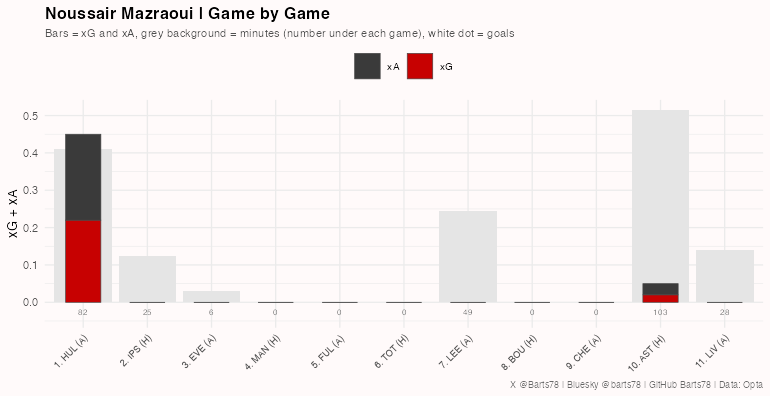 Noussair Mazraoui | Game by Game
Bars = xG and xA, grey background = minutes (number under each game), white dot = goals
xA xG
xG + xA
0.5
0.4
0.3
0.2
0.1
0.0
82 25 6 0 0 0 49 0 0 103 28
1. HUL (A) 2. IPS (H) 3. EVE (A) 4. MAN (H) 5. FUL (A) 6. TOT (H) 7. LEE (A) 8. BOU (H) 9. CHE (A) 10. AST (H) 11. LIV (A)
X @Barts78 | Bluesky @barts78 | GitHub Barts78 | Data: Opta